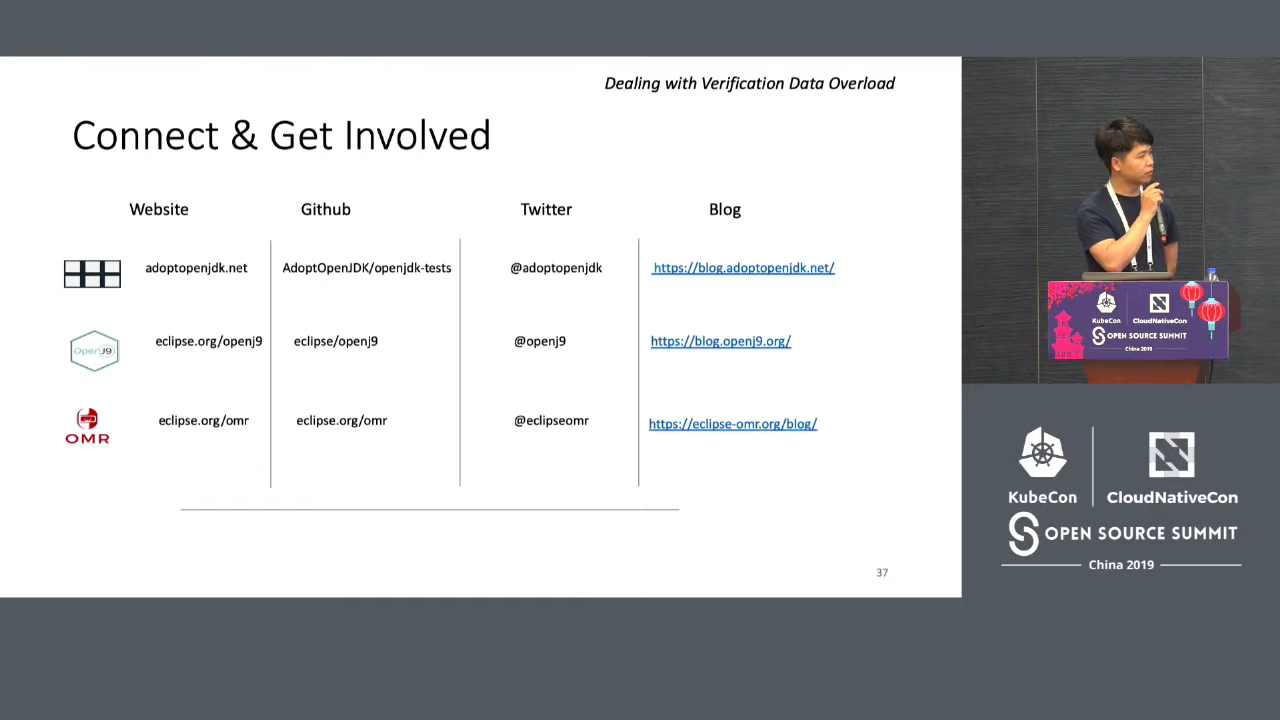 Dealing with Verification Data Overload
Connect & Get Involved
Website Github Twitter Blog
adoptopenjdk.net AdoptOpenJDK/openjdk-tests @adoptopenjdk https://blog.adoptopenjdk.net/
OpenJ9 eclipse.org/openj9 eclipse/openj9 @openj9 https://blog.openj9.org/
OMR eclipse.org/omr eclipse.org/omr @eclipseomr https://eclipse-omr.org/blog/
37
KubeCon CloudNativeCon
OPEN SOURCE SUMMIT
China 2019
KubeCon CloudNativeCon
OPEN SOURCE SUMMIT
China 2019